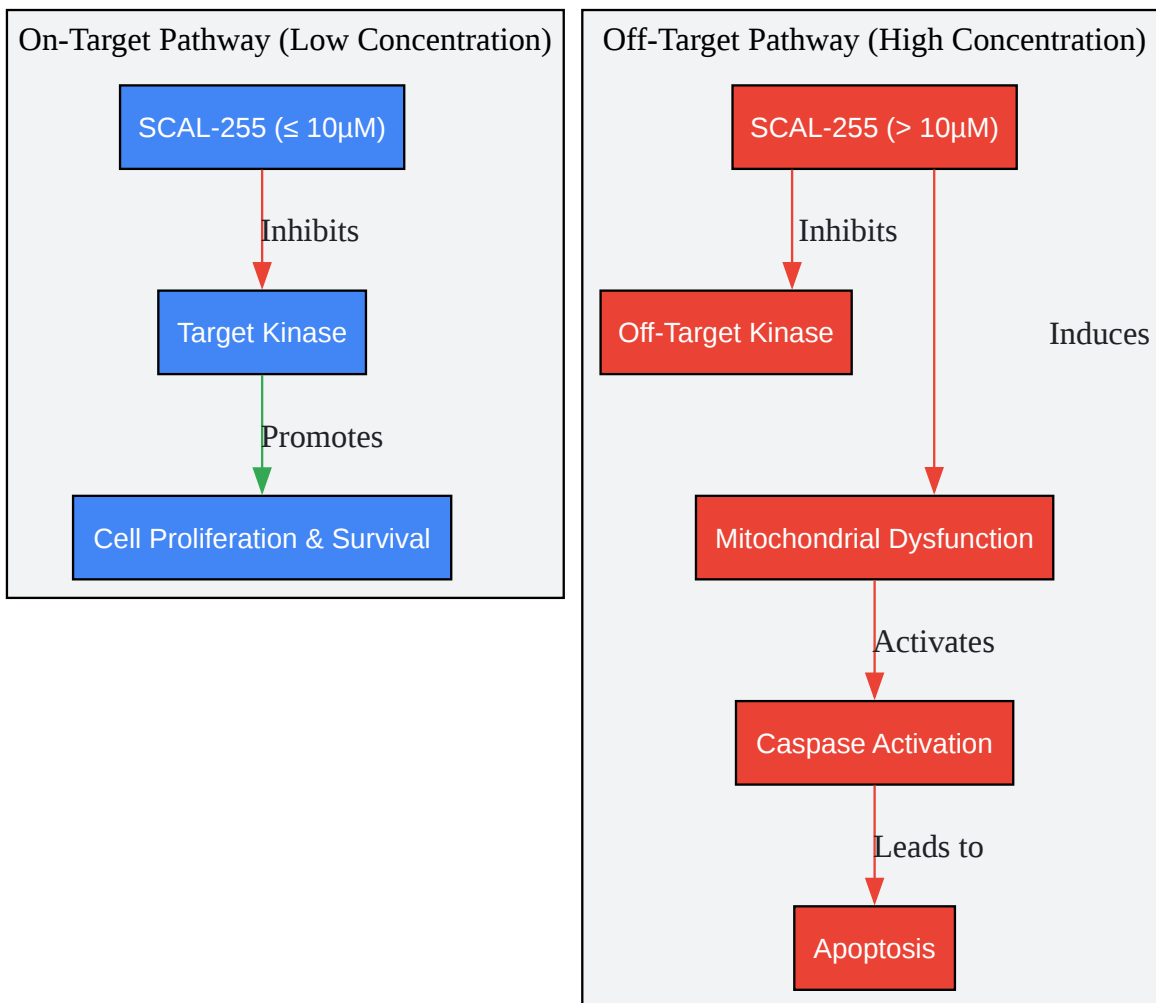 On-Target Pathway (Low Concentration)
SCAL-255 (≤ 10µM)
Inhibits
Target Kinase
Promotes
Cell Proliferation & Survival
Off-Target Pathway (High Concentration)
SCAL-255 (> 10µM)
Inhibits
Off-Target Kinase
Induces
Mitochondrial Dysfunction
Activates
Caspase Activation
Leads to
Apoptosis